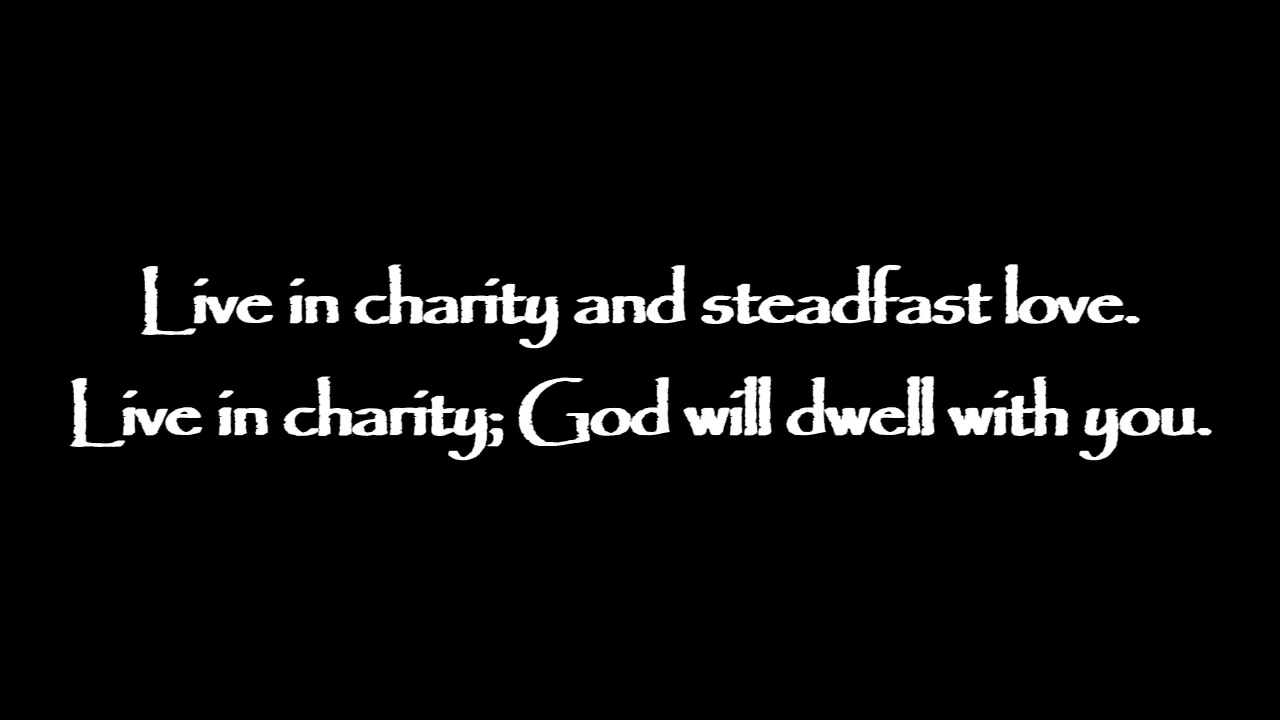 Live in charity and steadfast love.
Live in charity; God will dwell with you.